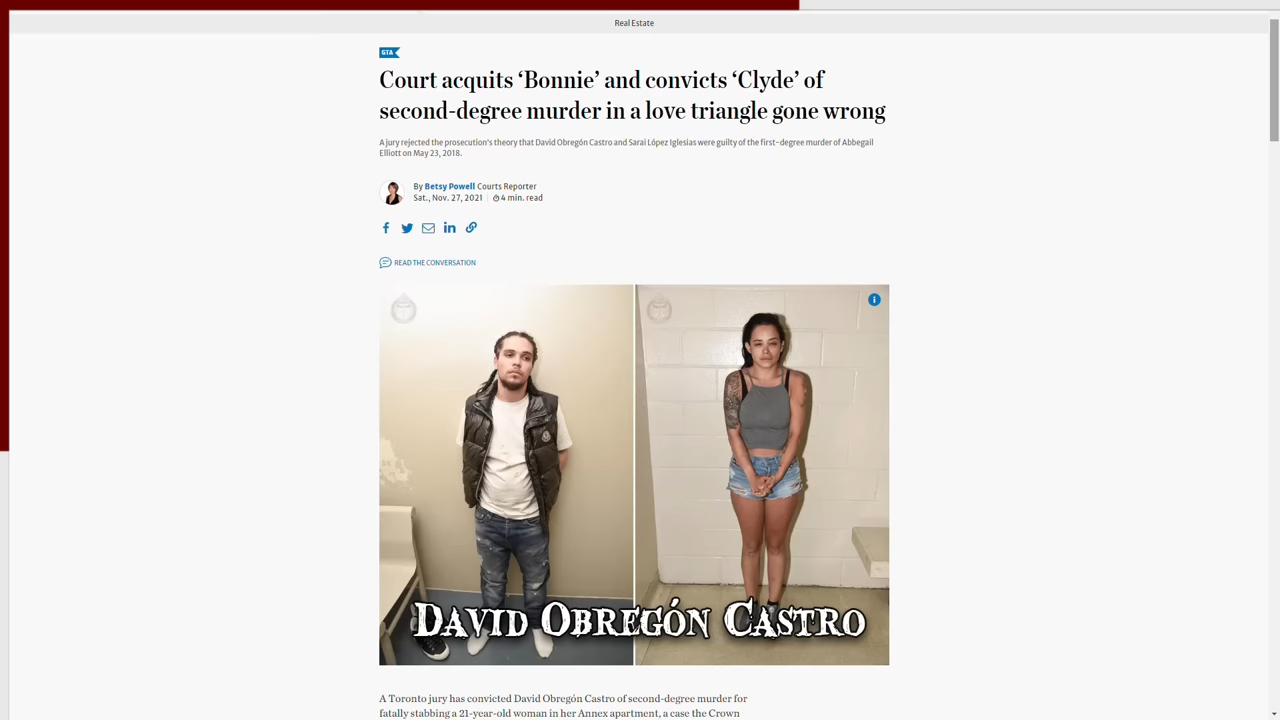 Real Estate
GTA
Court acquits ‘Bonnie’ and convicts ‘Clyde’ of
second-degree murder in a love triangle gone wrong
A jury rejected the prosecution's theory that David Obregón Castro and Sarai López Iglesias were guilty of the first-degree murder of Abbegail
Elliott on May 23, 2018.
By Betsy Powell Courts Reporter
Sat., Nov. 27, 2021 4 min. read
READ THE CONVERSATION
David Obregón Castro
A Toronto jury has convicted David Obregón Castro of second-degree murder for
fatally stabbing a 21-year-old woman in her Annex apartment, a case the Crown